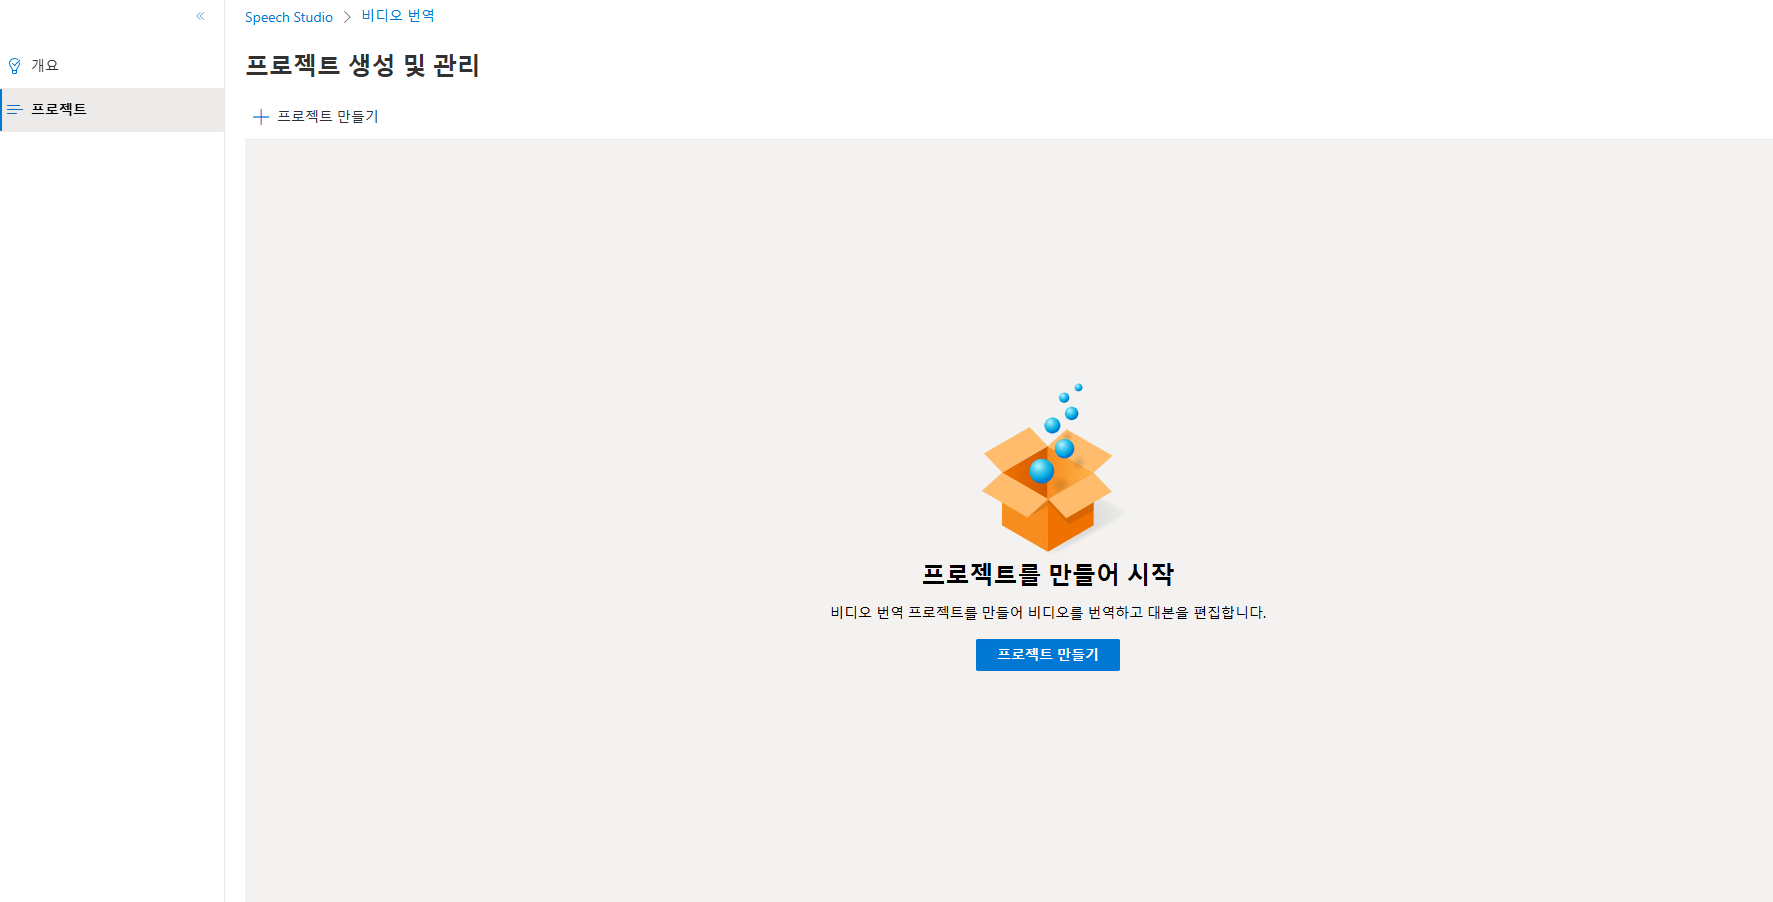 Speech Studio > 비디오 번역
개요
프로젝트
프로젝트 생성 및 관리
프로젝트 만들기
프로젝트를 만들어 시작
비디오 번역 프로젝트를 만들어 비디오를 번역하고 대본을 편집합니다.
프로젝트 만들기